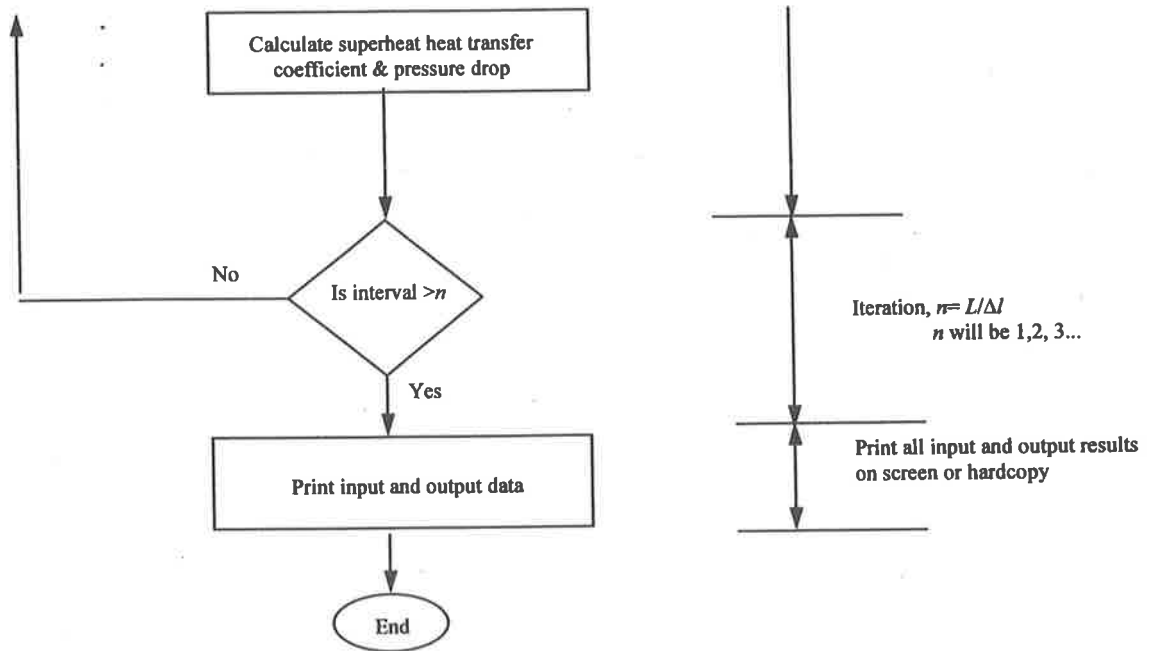 Calculate superheat heat transfer
coefficient & pressure drop
No
Is interval >n
Iteration, n= L/Δl
n will be 1,2, 3...
Yes
Print input and output data
Print all input and output results
on screen or hardcopy
End